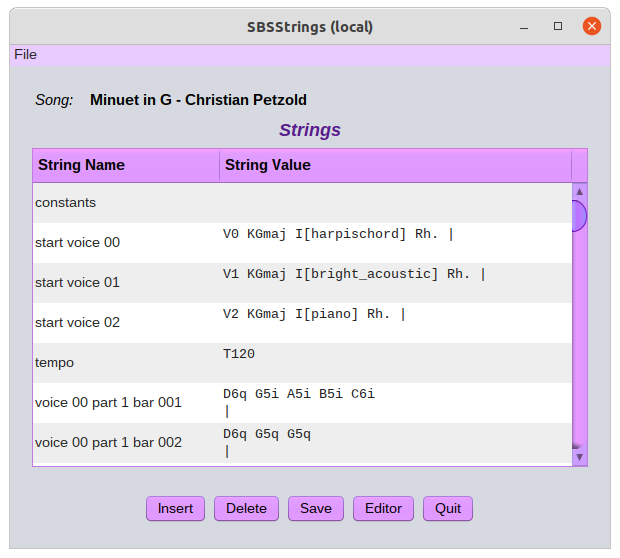 SBSStrings (local)
File
Song: Minuet in G - Christian Petzold
Strings
String Name String Value
constants
start voice 00 V0 KGmaj I[harpischord] Rh. |
start voice 01 V1 KGmaj I[bright_acoustic] Rh. |
start voice 02 V2 KGmaj I[piano] Rh. |
tempo T120
voice 00 part 1 bar 001 D6q G5i A5i B5i C6i
|
voice 00 part 1 bar 002 D6q G5q G5q
|
Insert Delete Save Editor Quit